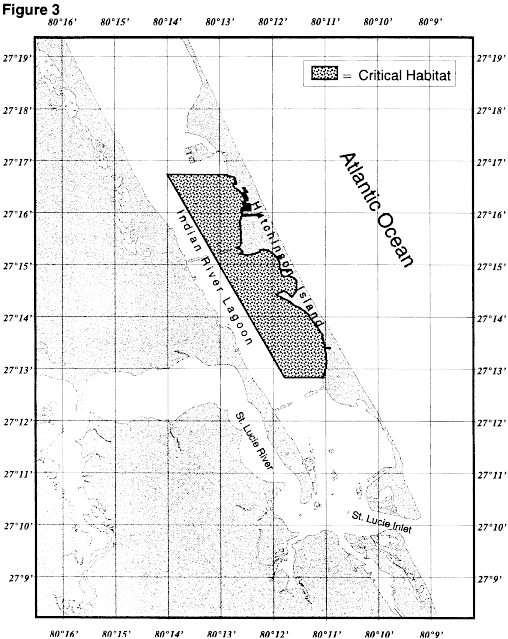 Figure 3
80°16' 80°15' 80°14' 80°13' 80°12' 80°11' 80°10' 80°9'
27°19' 27°19'
= Critical Habitat
27°18' 27°18'
27°17' 27°17'
Atlantic Ocean
27°16' 27°16'
Hutchinson Island
Indian River Lagoon
27°15' 27°15'
27°14' 27°14'
27°13' 27°13'
27°12' 27°12'
St. Lucie River
27°11' 27°11'
27°10' 27°10'
St. Lucie Inlet
27°9' 27°9'
80°16' 80°15' 80°14' 80°13' 80°12' 80°11' 80°10' 80°9'